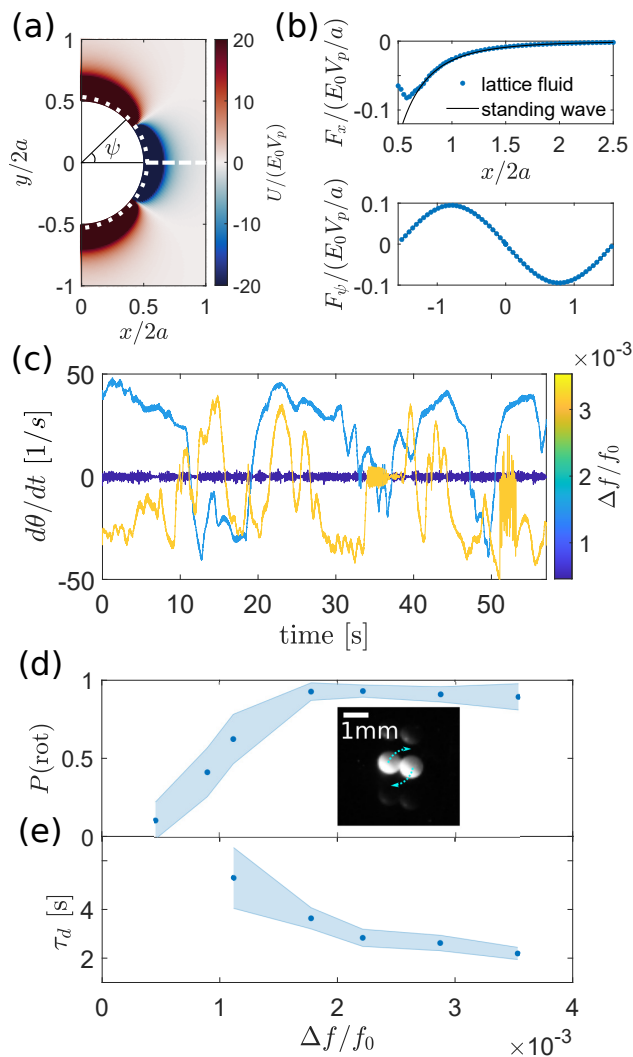 (a)
1
0.5
0
-0.5
-1
y/2a
ψ
0
0.5
1
x/2a
20
10
0
-10
-20
U/(E₀Vₚ)
(b)
0
-0.1
Fₓ/(E₀Vₚ/a)
lattice fluid
standing wave
0.5
1.0
1.5
2.0
2.5
x/2a
0.1
0
-0.1
F_ψ/(E₀Vₚ/a)
-1
0
1
(c)
50
0
-50
dθ/dt [1/s]
0
10
20
30
40
50
time [s]
×10⁻³
3
2
1
Δf/f₀
(d)
1
0.5
0
P(rot)
1mm
(e)
4
2
τ_d [s]
0
1
2
3
4
Δf/f₀
×10⁻³